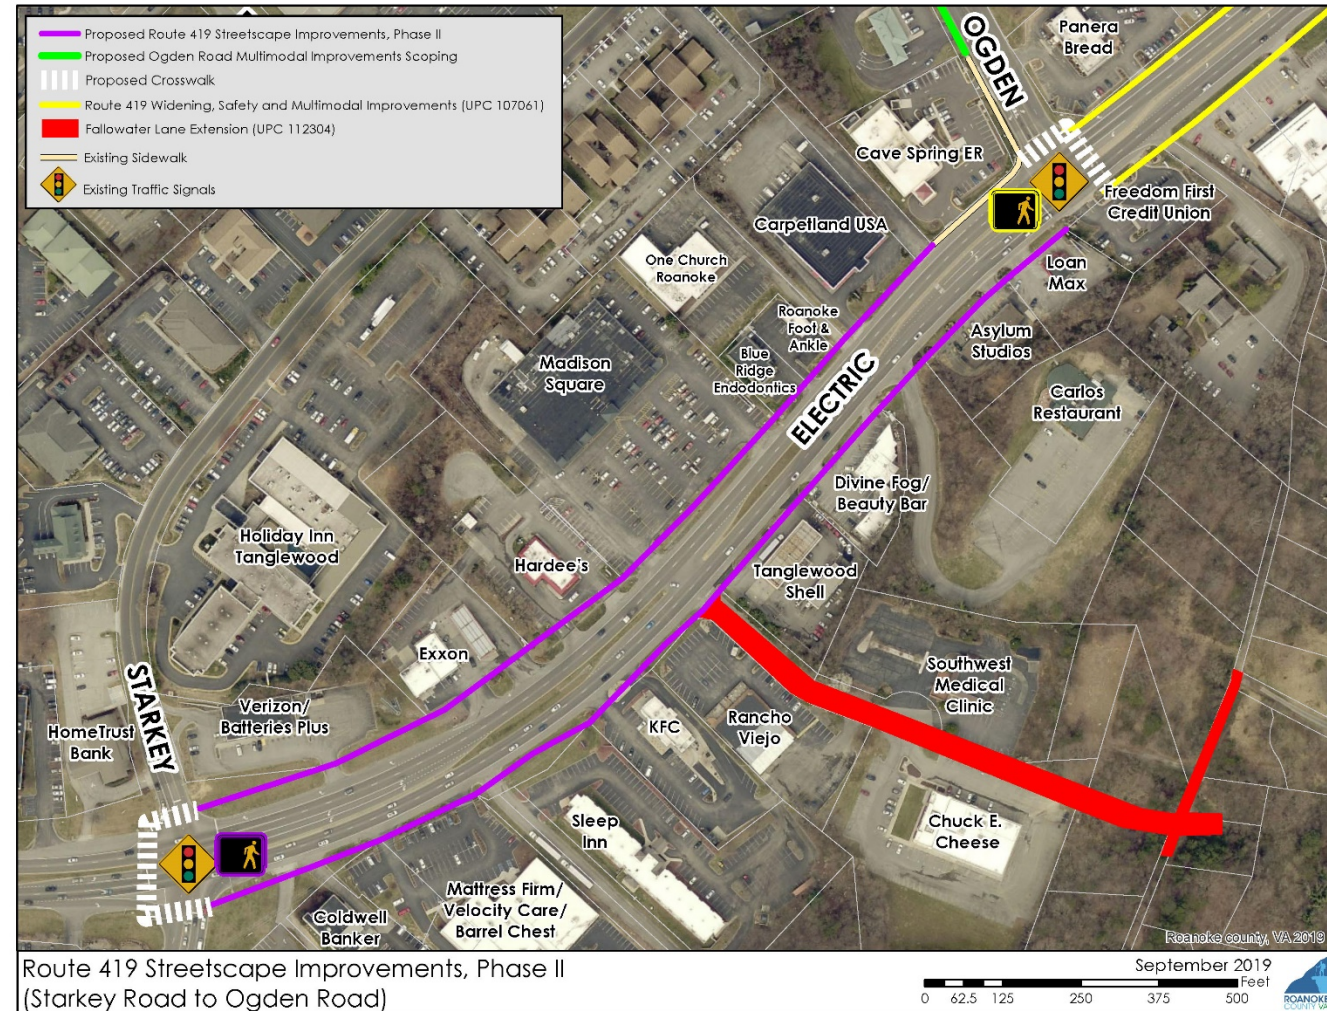 Proposed Route 419 Streetscape Improvements, Phase II
Proposed Ogden Road Multimodal Improvements Scoping
Proposed Crosswalk
Route 419 Widening, Safety and Multimodal Improvements (UPC 107061)
Fallowater Lane Extension (UPC 112304)
Existing Sidewalk
Existing Traffic Signals
OGDEN
Panera
Bread
Cave Spring ER
Freedom First
Credit Union
Carpetland USA
One Church
Roanoke
Loan
Max
Roanoke
Foot &
Ankle
Asylum
Studios
Blue
Ridge
Endodontics
Madison
Square
ELECTRIC
Carlos
Restaurant
Divine Fog/
Beauty Bar
Holiday Inn
Tanglewood
Hardee's
Tanglewood
Shell
Exxon
Southwest
Medical
Clinic
STARKEY
Verizon/
Batteries Plus
HomeTrust
Bank
KFC
Rancho
Viejo
Sleep
Inn
Chuck E.
Cheese
Mattress Firm/
Velocity Care/
Barrel Chest
Coldwell
Banker
Roanoke county, VA 2019
Route 419 Streetscape Improvements, Phase II
(Starkey Road to Ogden Road)
September 2019
Feet
0 62.5 125 250 375 500
ROANOKE
COUNTY VA